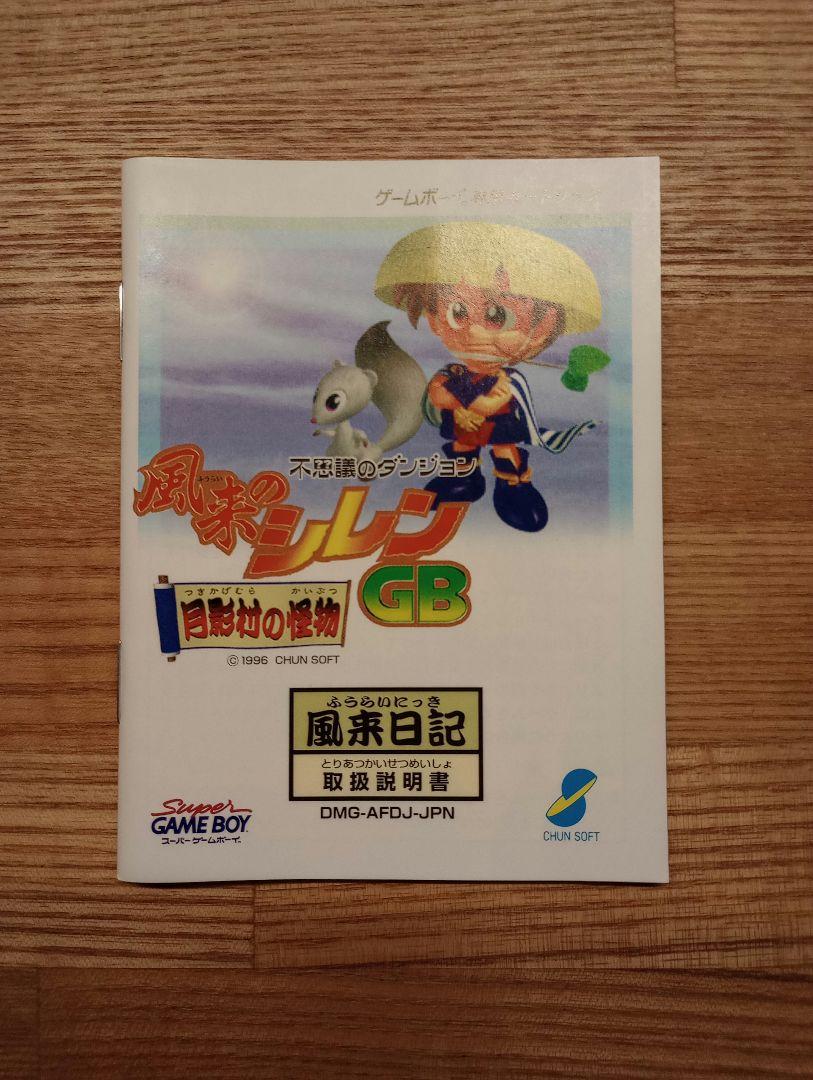 ゲームボーイ
不思議のダンジョン
ふうらい
風来のシレンGB
つきかげむら かいぶつ
月影村の怪物
©1996 CHUN SOFT
ふうらいにっき
風来日記
とりあつかいせつめいしょ
取扱説明書
DMG-AFDJ-JPN
Super
GAME BOY
スーパーゲームボーイ
CHUN SOFT